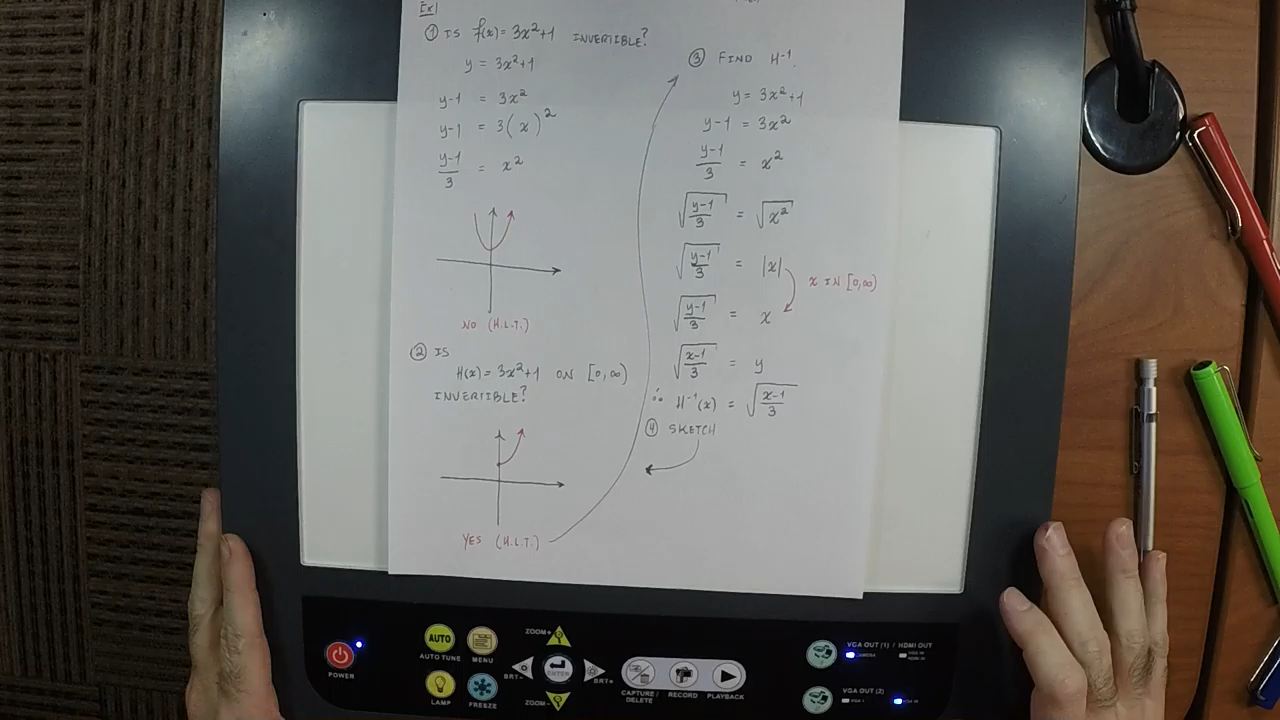 Ex1
① IS f(x) = 3x²+1 INVERTIBLE?
y = 3x²+1
y-1 = 3x²
y-1 = 3(x)²
y-1/3 = x²
NO (H.L.T.)
② IS
H(x) = 3x²+1 ON [0,∞)
INVERTIBLE?
YES (H.L.T.)
③ FIND H⁻¹.
y = 3x²+1
y-1 = 3x²
y-1/3 = x²
√(y-1/3) = √x²
√(y-1/3) = |x|
x IN [0,∞)
√(y-1/3) = x
√(x-1/3) = y
∴ H⁻¹(x) = √(x-1/3)
④ SKETCH
POWER
AUTO
AUTO TUNE
MENU
LAMP
FREEZE
ZOOM+
BRT-
ENTER
BRT+
ZOOM-
CAPTURE /
DELETE
RECORD
PLAYBACK
VGA OUT (1) / HDMI OUT
VGA OUT (2)